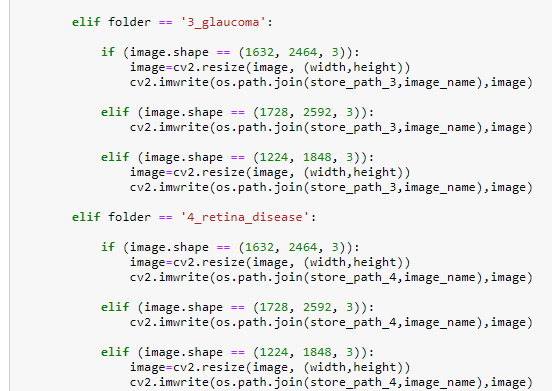 elif folder == '3_glaucoma':
if (image.shape == (1632, 2464, 3)):
image=cv2.resize(image, (width,height))
cv2.imwrite(os.path.join(store_path_3,image_name),image)
elif (image.shape == (1728, 2592, 3)):
cv2.imwrite(os.path.join(store_path_3,image_name),image)
elif (image.shape == (1224, 1848, 3)):
image=cv2.resize(image, (width,height))
cv2.imwrite(os.path.join(store_path_3,image_name),image)
elif folder == '4_retina_disease':
if (image.shape == (1632, 2464, 3)):
image=cv2.resize(image, (width,height))
cv2.imwrite(os.path.join(store_path_4,image_name),image)
elif (image.shape == (1728, 2592, 3)):
cv2.imwrite(os.path.join(store_path_4,image_name),image)
elif (image.shape == (1224, 1848, 3)):
image=cv2.resize(image, (width,height))
cv2.imwrite(os.path.join(store_path_4,image_name),image)